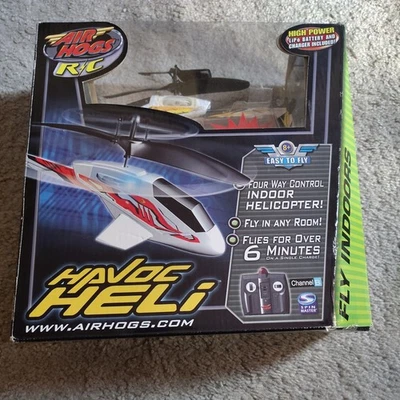 AIR
HOGS
R/C
HIGH POWER
LiPo BATTERY AND
CHARGER INCLUDED!
8+
EASY TO FLY
FOUR WAY CONTROL
INDOOR
HELICOPTER!
FLY IN ANY ROOM!
FLIES FOR OVER
6 MINUTES
...ON A SINGLE CHARGE!
HAVOC
HELI
Channel B
SPIN
MASTER
WWW.AIRHOGS.COM
FLY INDOORS